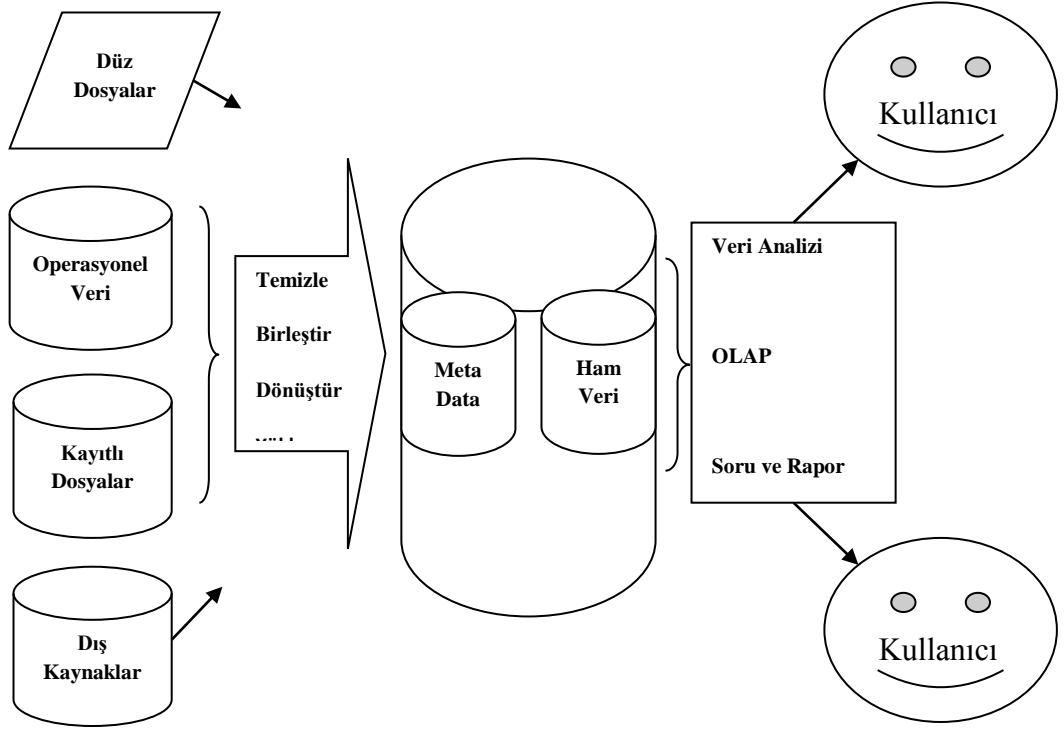 Düz
Dosyalar
Operasyonel
Veri
Kayıtlı
Dosyalar
Dış
Kaynaklar
Temizle
Birleştir
Dönüştür
Meta
Data
Ham
Veri
Veri Analizi
OLAP
Soru ve Rapor
Kullanıcı
Kullanıcı